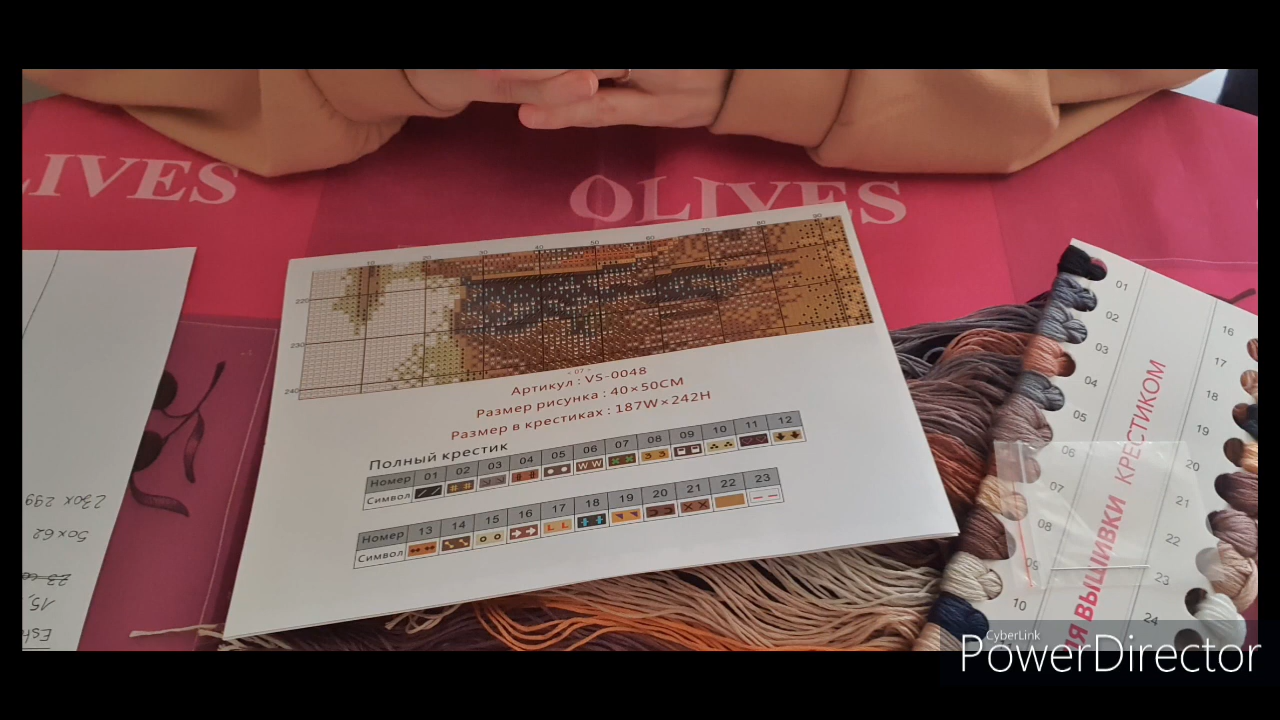 LIVES
OLIVES
10 20 30 40 50 60 70 80 90
220
230
240
- 07 -
Артикул : VS-0048
Размер рисунка : 40×50CM
Размер в крестиках : 187W×242H
Полный крестик
Номер 01 02 03 04 05 06 07 08 09 10 11 12
Символ
Номер 13 14 15 16 17 18 19 20 21 22 23
Символ
230x 299
50x62
15,
Esh
01
02
03
04
05
06
07
08
09
10
16
17
18
19
20
21
22
23
24
ВЫШИВКИ КРЕСТИКОМ
CyberLink
PowerDirector